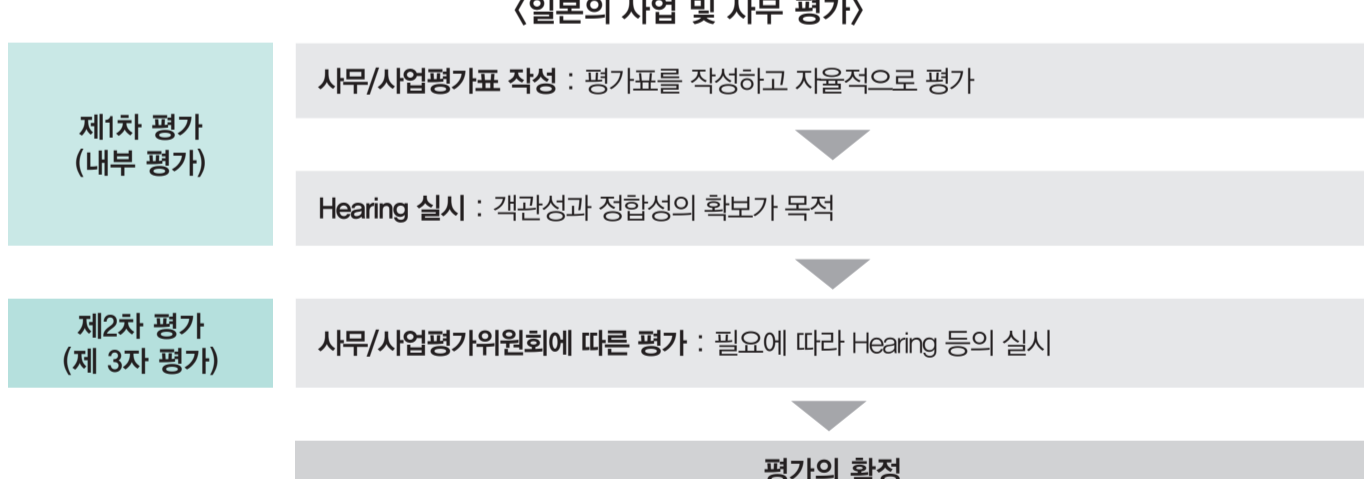 〈일본의 사업 및 사무 평가〉
제1차 평가
(내부 평가)
사무/사업평가표 작성 : 평가표를 작성하고 자율적으로 평가
Hearing 실시 : 객관성과 정합성의 확보가 목적
제2차 평가
(제 3자 평가)
사무/사업평가위원회에 따른 평가 : 필요에 따라 Hearing 등의 실시
평가의 확정